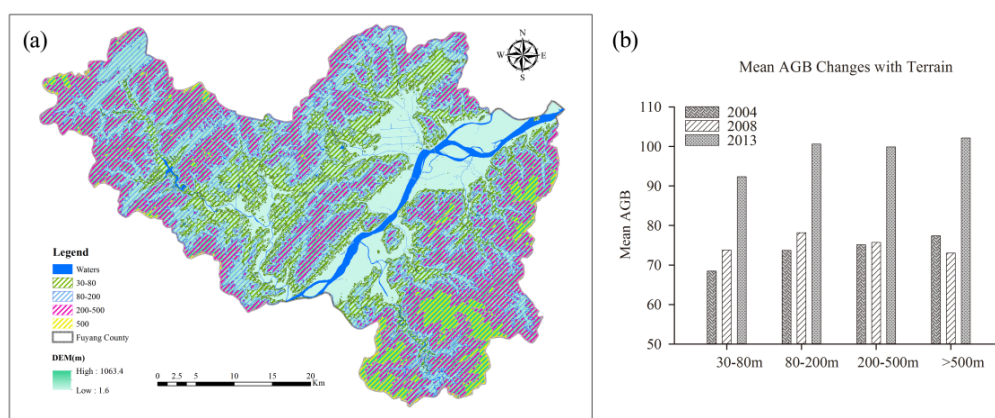 (a)
N
W E
S
Legend
Waters
30-80
80-200
200-500
500
Fuyang County
DEM(m)
High : 1063.4
Low : 1.6
0 2.5 5 10 15 20
Km
(b)
Mean AGB Changes with Terrain
Mean AGB
110
100
90
80
70
60
50
2004
2008
2013
30-80m 80-200m 200-500m >500m